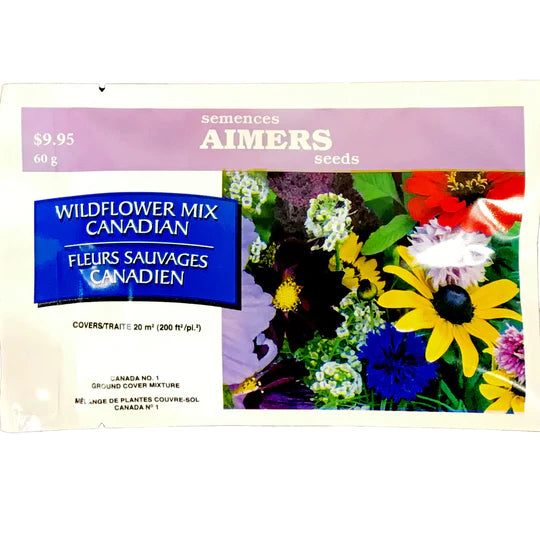 semences
AIMERS
seeds
$9.95
60 g
WILDFLOWER MIX
CANADIAN
FLEURS SAUVAGES
CANADIEN
COVERS/TRAITE 20 m² (200 ft²/pi.²)
CANADA NO. 1
GROUND COVER MIXTURE
MÉLANGE DE PLANTES COUVRE-SOL
CANADA Nº 1